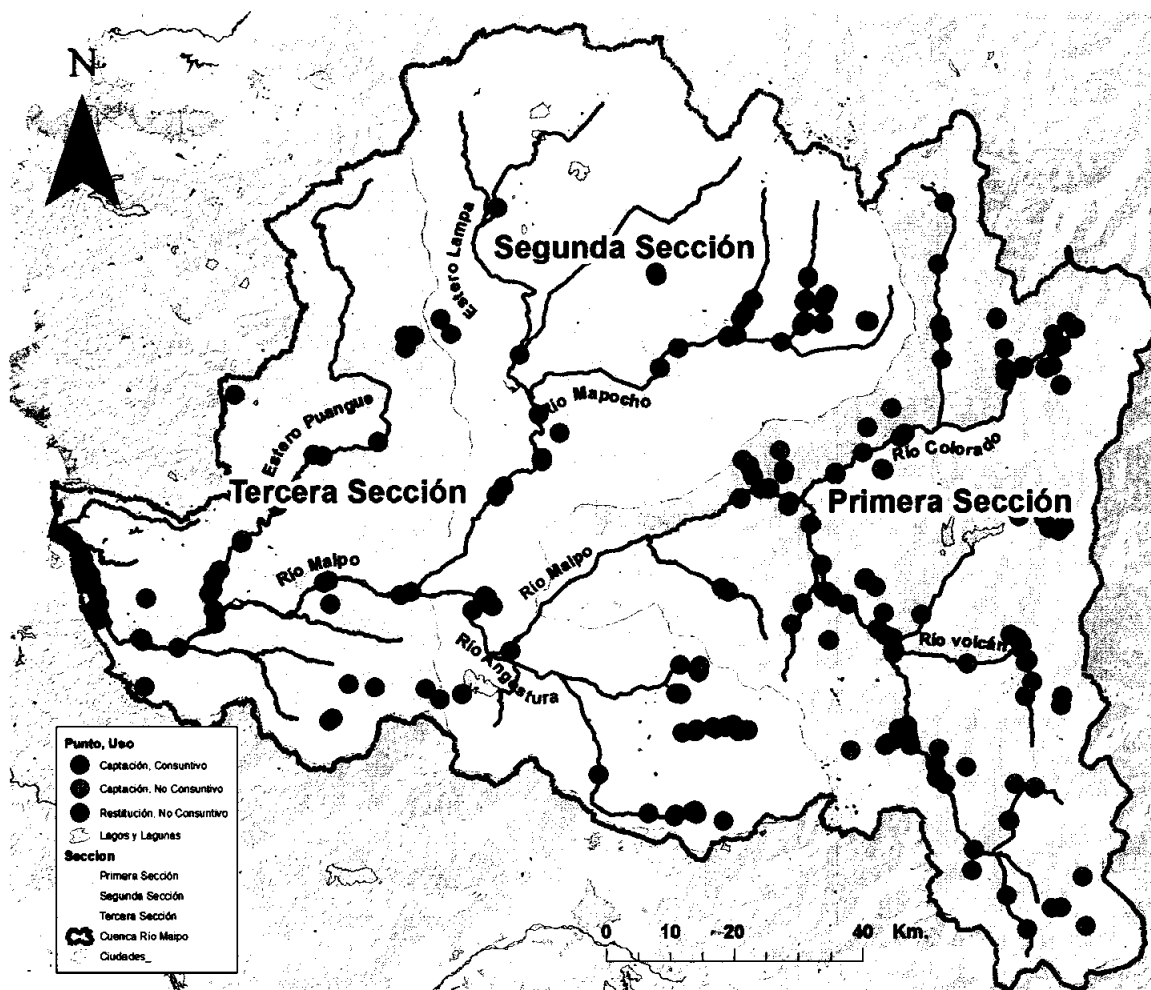 N
Estero Lampa
Segunda Sección
Río Mapocho
Estero Puangue
Río Colorado
Tercera Sección
Primera Sección
Río Maipo
Río Maipo
Río volcán
Río Angostura
Punto, Uso
Captación, Consuntivo
Captación, No Consuntivo
Restitución, No Consuntivo
Lagos y Lagunas
Seccion
Primera Sección
Segunda Sección
Tercera Sección
Cuenca Río Maipo
Ciudades_
0 10 20 40 Km.